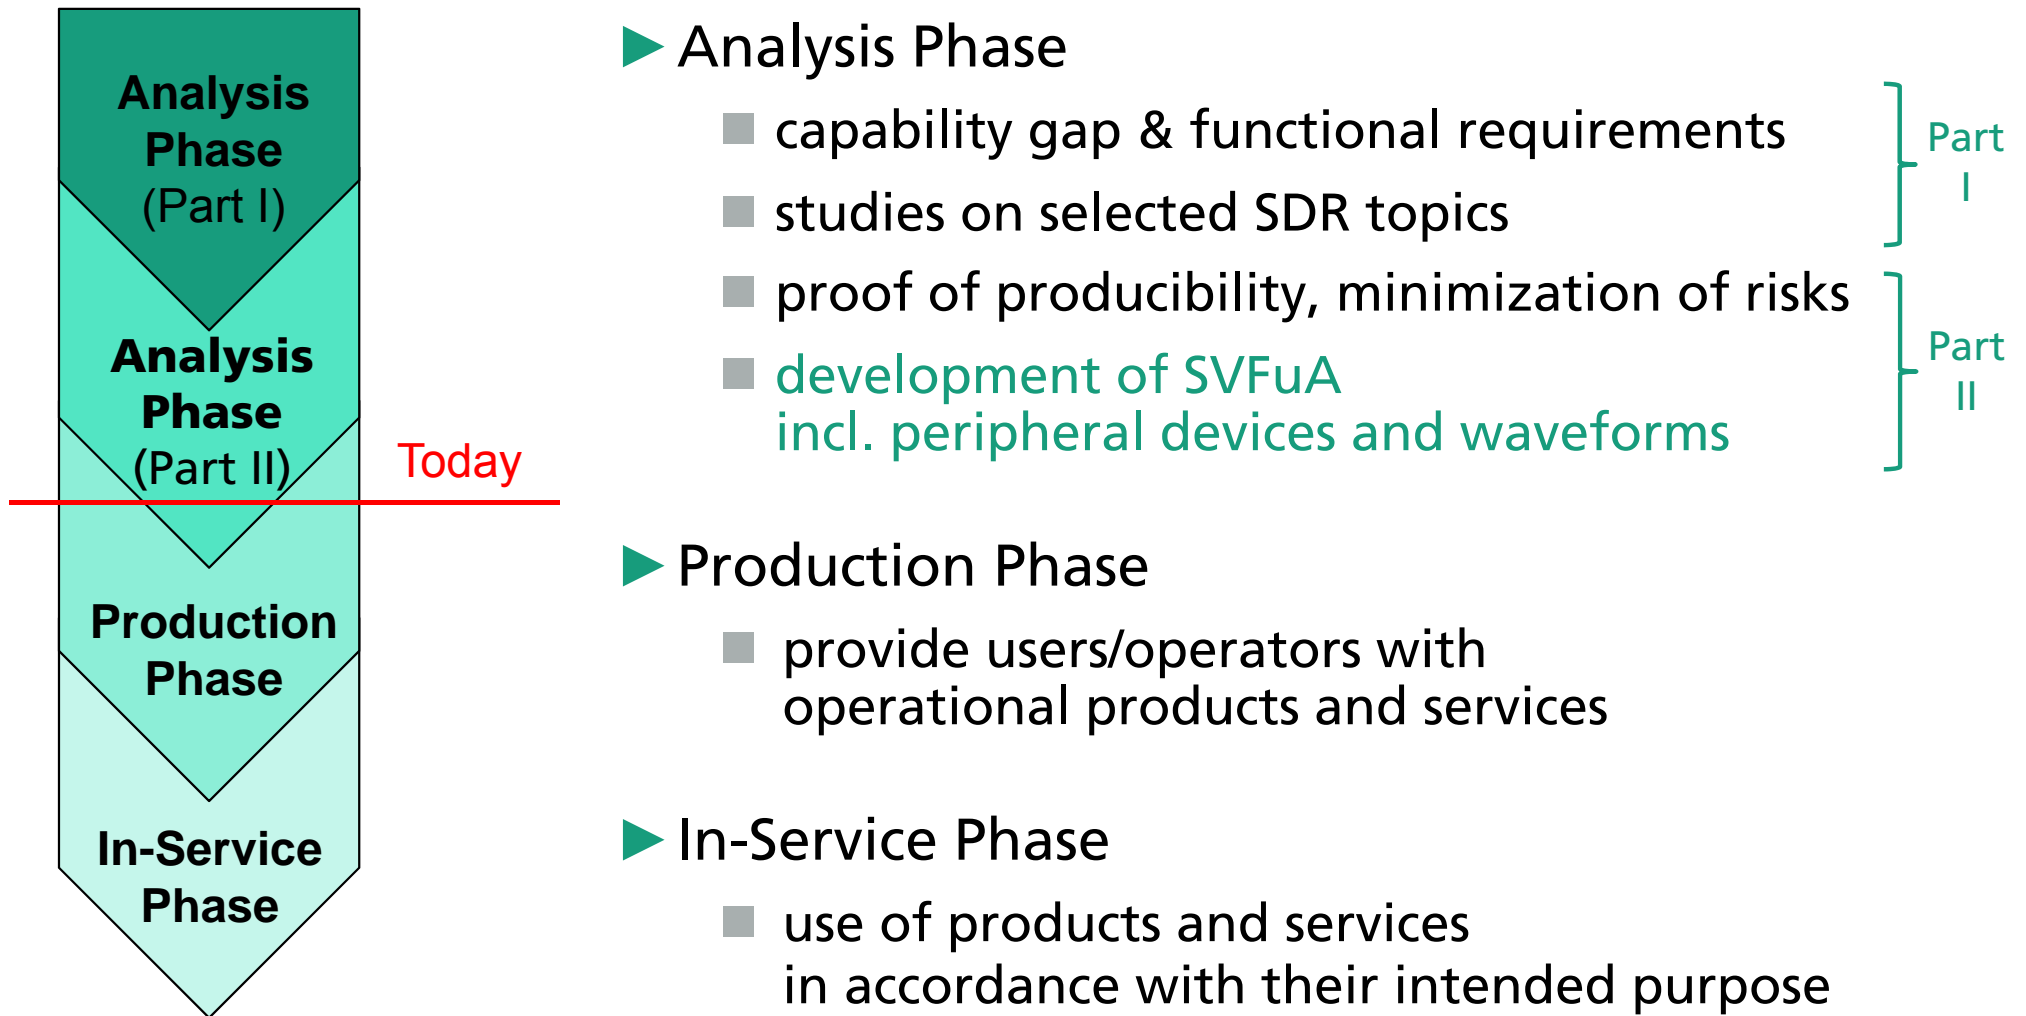 Analysis
Phase
(Part I)
Analysis
Phase
(Part II)
Today
Production
Phase
In-Service
Phase
Analysis Phase
capability gap & functional requirements
studies on selected SDR topics
Part
I
proof of producibility, minimization of risks
development of SVFuA
incl. peripheral devices and waveforms
Part
II
Production Phase
provide users/operators with
operational products and services
In-Service Phase
use of products and services
in accordance with their intended purpose